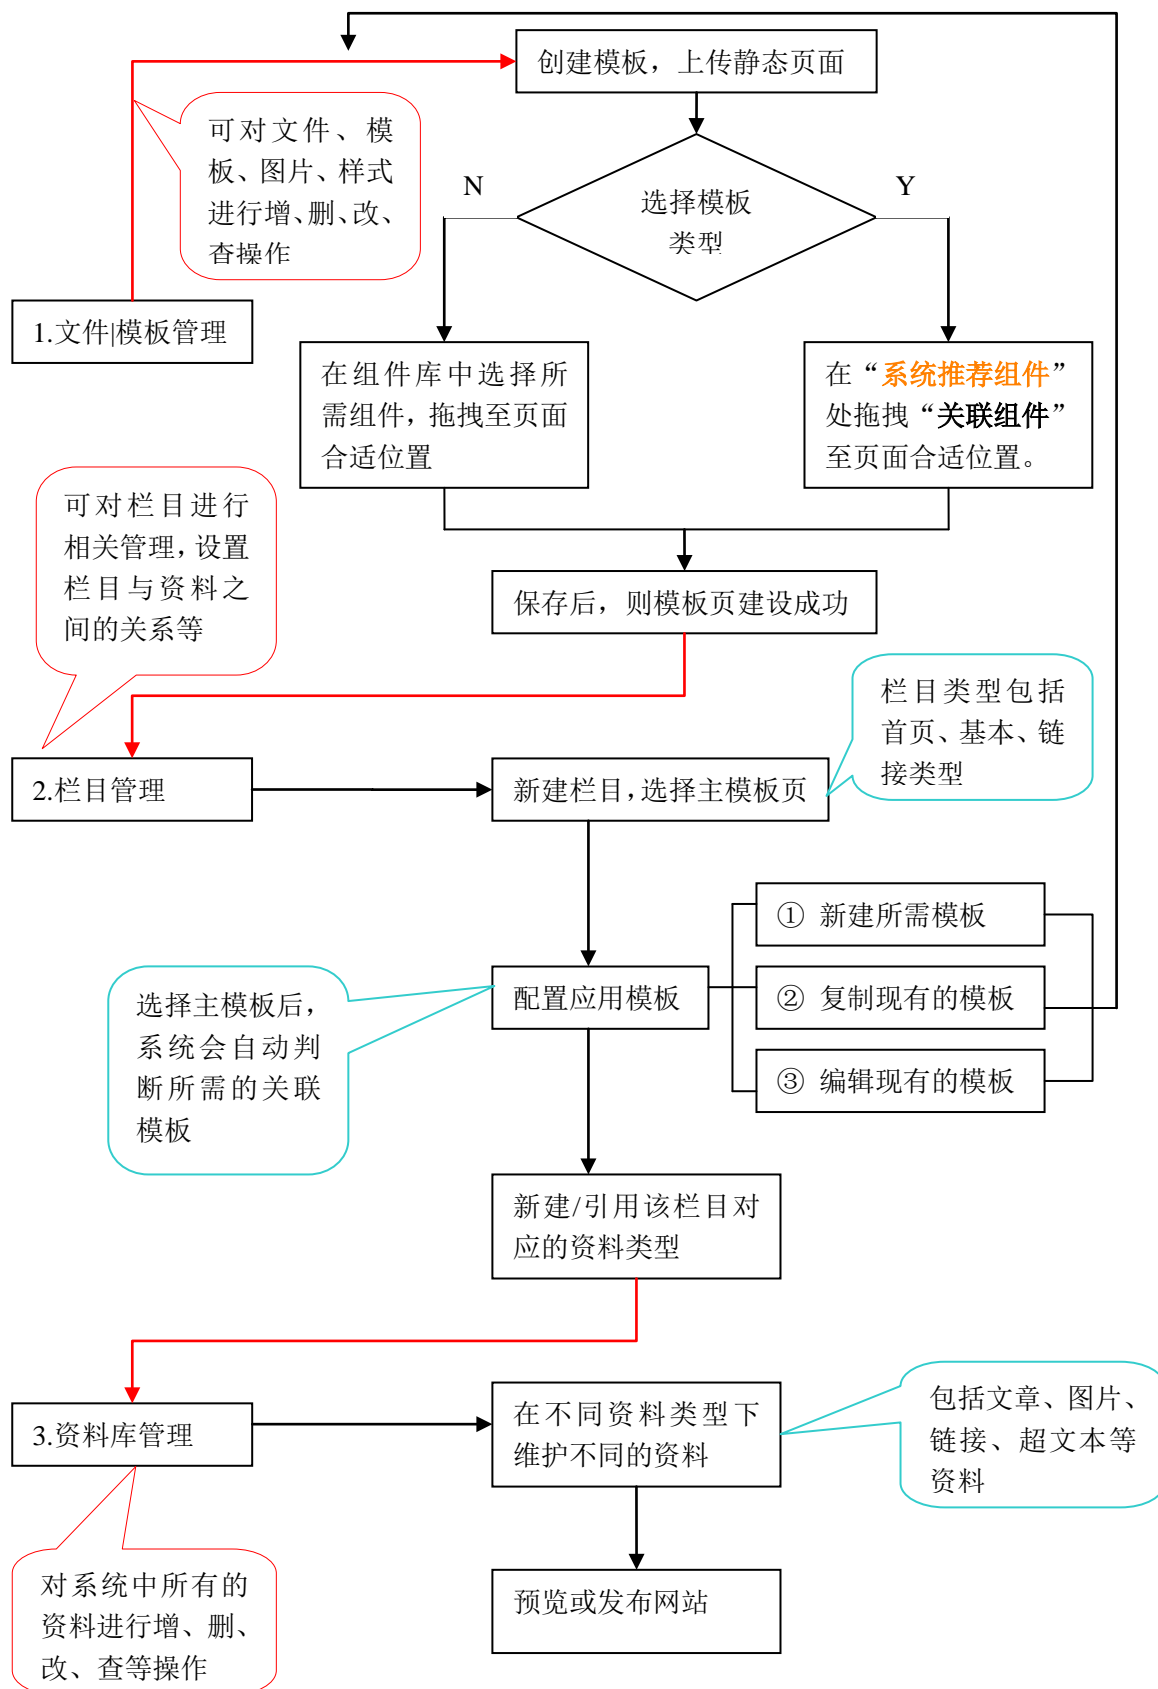 创建模板，上传静态页面
可对文件、模
板、图片、样式
进行增、删、改、
查操作
N
选择模板
类型
Y
1.文件|模板管理
在组件库中选择所
需组件，拖拽至页面
合适位置
在“系统推荐组件”
处拖拽“关联组件”
至页面合适位置。
可对栏目进行
相关管理，设置
栏目与资料之
间的关系等
保存后，则模板页建设成功
栏目类型包括
首页、基本、链
接类型
2.栏目管理
新建栏目，选择主模板页
① 新建所需模板
选择主模板后，
系统会自动判
断所需的关联
模板
配置应用模板
② 复制现有的模板
③ 编辑现有的模板
新建/引用该栏目对
应的资料类型
3.资料库管理
在不同资料类型下
维护不同的资料
包括文章、图片、
链接、超文本等
资料
对系统中所有的
资料进行增、删、
改、查等操作
预览或发布网站